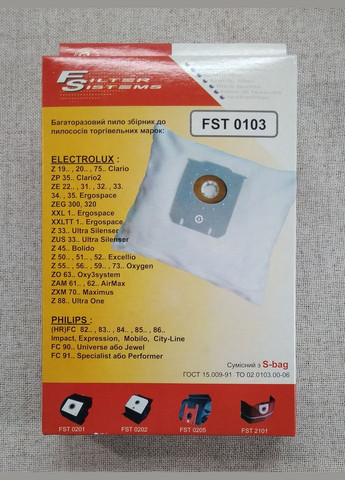 FILTER
SISTEMS
Багаторазовий пило збірник до
пилососів торгівельних марок:
FST 0103
ELECTROLUX :
Z 19.. , 20.. , 75.. Clario
ZP 35.. Clario2
ZE 22.. , 31. , 32. , 33.
34. , 35. Ergospace
ZEG 300, 320
XXL 1.. Ergospace
XXLTT 1.. Ergospace
Z 33.. Ultra Silenser
ZUS 33.. Ultra Silenser
Z 45.. Bolido
Z 50.. , 51.. , 52.. Excellio
Z 55.. , 56.. , 59.. , 73.. Oxygen
ZO 63.. Oxy3system
ZAM 61.. , 62.. AirMax
ZXM 70.. Maximus
Z 88.. Ultra One
PHILIPS :
(HR)FC 82.. , 83.. , 84.. , 85.. , 86..
Impact, Expression, Mobilo, City-Line
FC 90.. Universe або Jewel
FC 91.. Specialist або Performer
Сумісний з S-bag
ГОСТ 15.009-91 ТО 02.0103.00-06
FST 0201 FST 0202 FST 0205 FST 2101